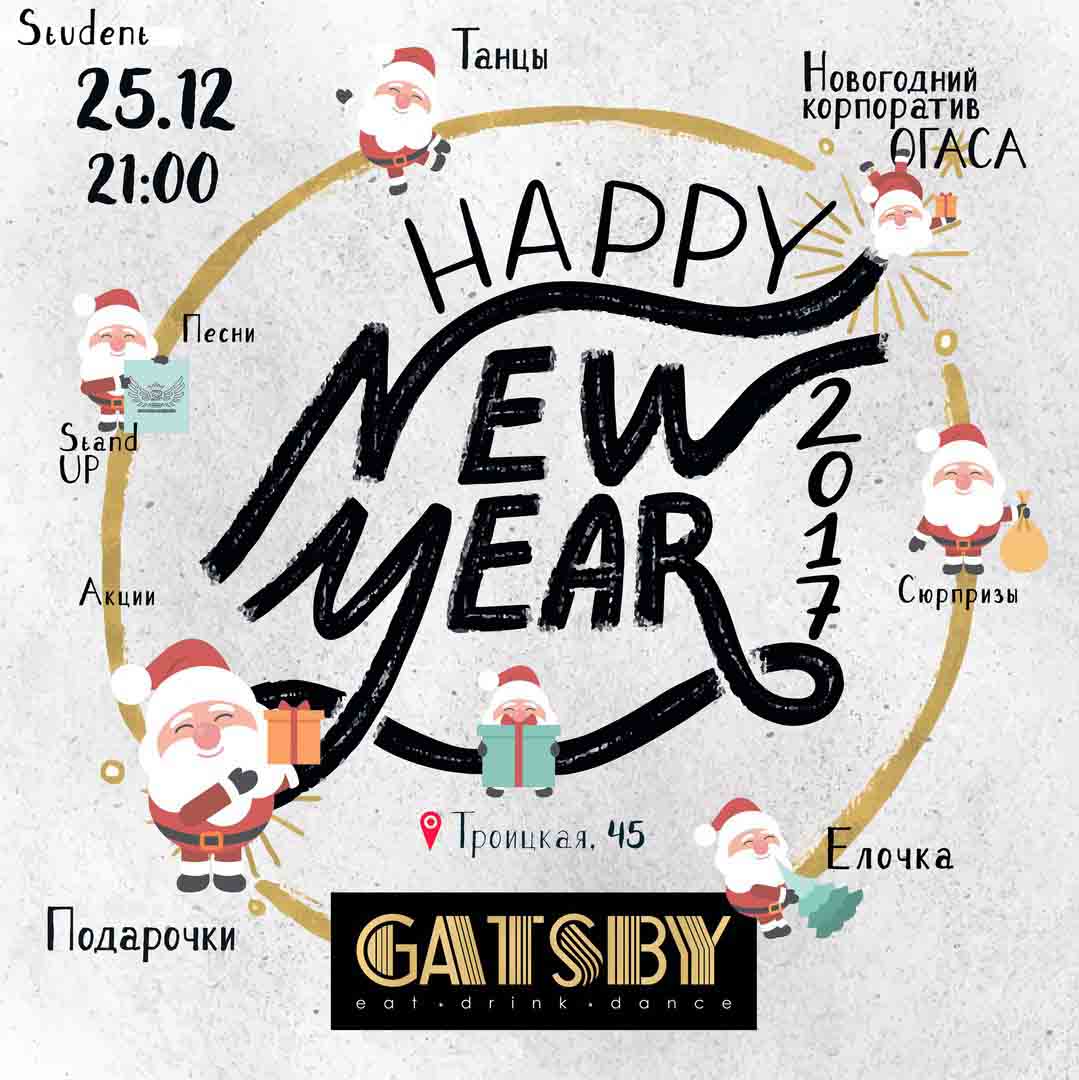 Student
25.12
21:00
Танцы
Новогодний
корпоратив
ОГАСА
HAPPY
NEW
YEAR
2017
Песни
Stand
UP
Акции
Сюрпризы
Троицкая, 45
Елочка
Подарочки
GATSBY
eat · drink · dance